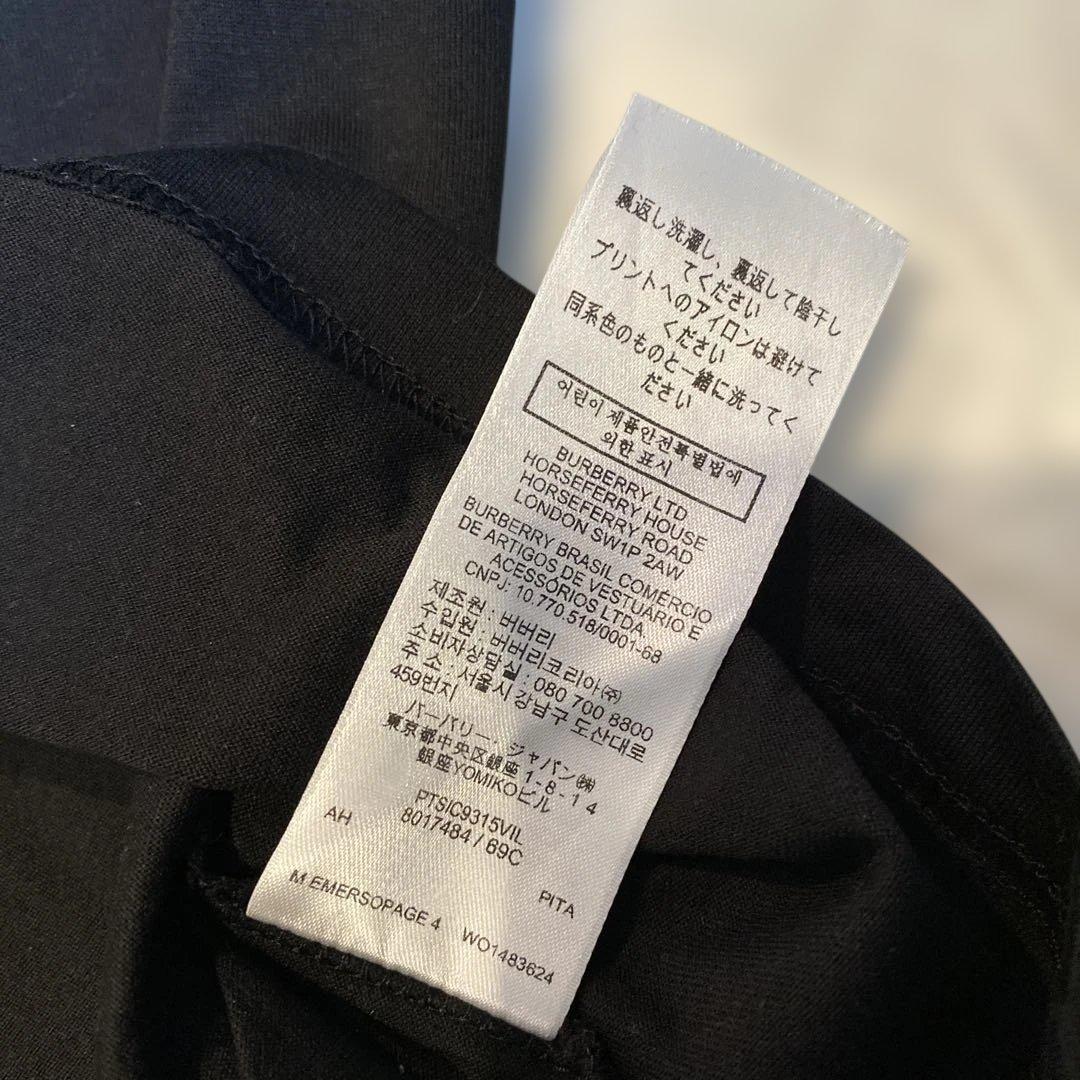 裏返し洗濯し、裏返して陰干し
てください
プリントへのアイロンは避けて
ください
同系色のものと一緒に洗ってく
ださい
어린이제품안전특별법에
의한 표시
BURBERRY LTD
HORSEFERRY HOUSE
HORSEFERRY ROAD
LONDON SW1P 2AW
BURBERRY BRASIL COMÉRCIO
DE ARTIGOS DE VESTUÁRIO E
ACESSÓRIOS LTDA
CNPJ: 10.770.518/0001-68
제조원 : 버버리
수입원 : 버버리코리아㈜
소비자상담실 : 080 700 8800
주소 : 서울시 강남구 도산대로
459번지
バーバリー・ジャパン㈱
東京都中央区銀座 1-8-14
銀座YOMIKOビル
PTS/C9315VIL
AH 8017484 / 69C
PITA
M EMERSOPAGE 4 WO1483624